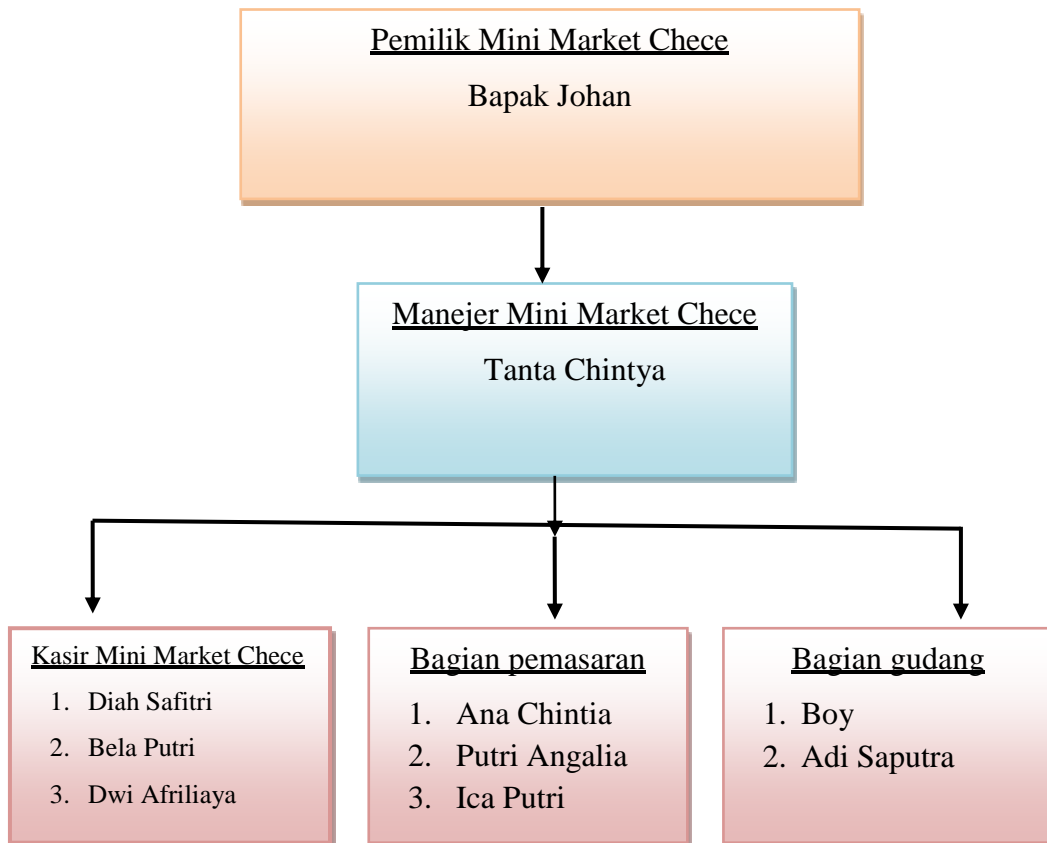 Pemilik Mini Market Chece
Bapak Johan
Manejer Mini Market Chece
Tanta Chintya
Kasir Mini Market Chece
1. Diah Safitri
2. Bela Putri
3. Dwi Afriliaya
Bagian pemasaran
1. Ana Chintia
2. Putri Angalia
3. Ica Putri
Bagian gudang
1. Boy
2. Adi Saputra